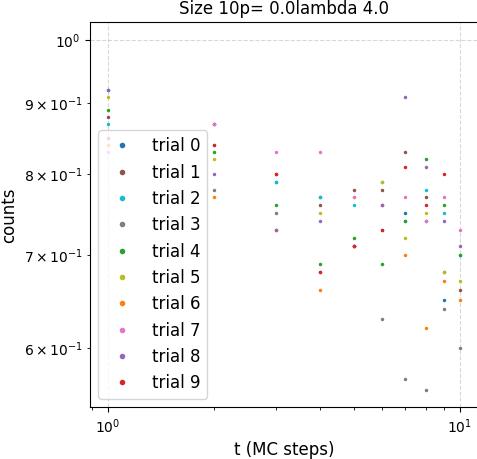 Size 10p= 0.0lambda 4.0
10⁰
9 × 10⁻¹
8 × 10⁻¹
7 × 10⁻¹
6 × 10⁻¹
counts
trial 0
trial 1
trial 2
trial 3
trial 4
trial 5
trial 6
trial 7
trial 8
trial 9
10⁰
10¹
t (MC steps)